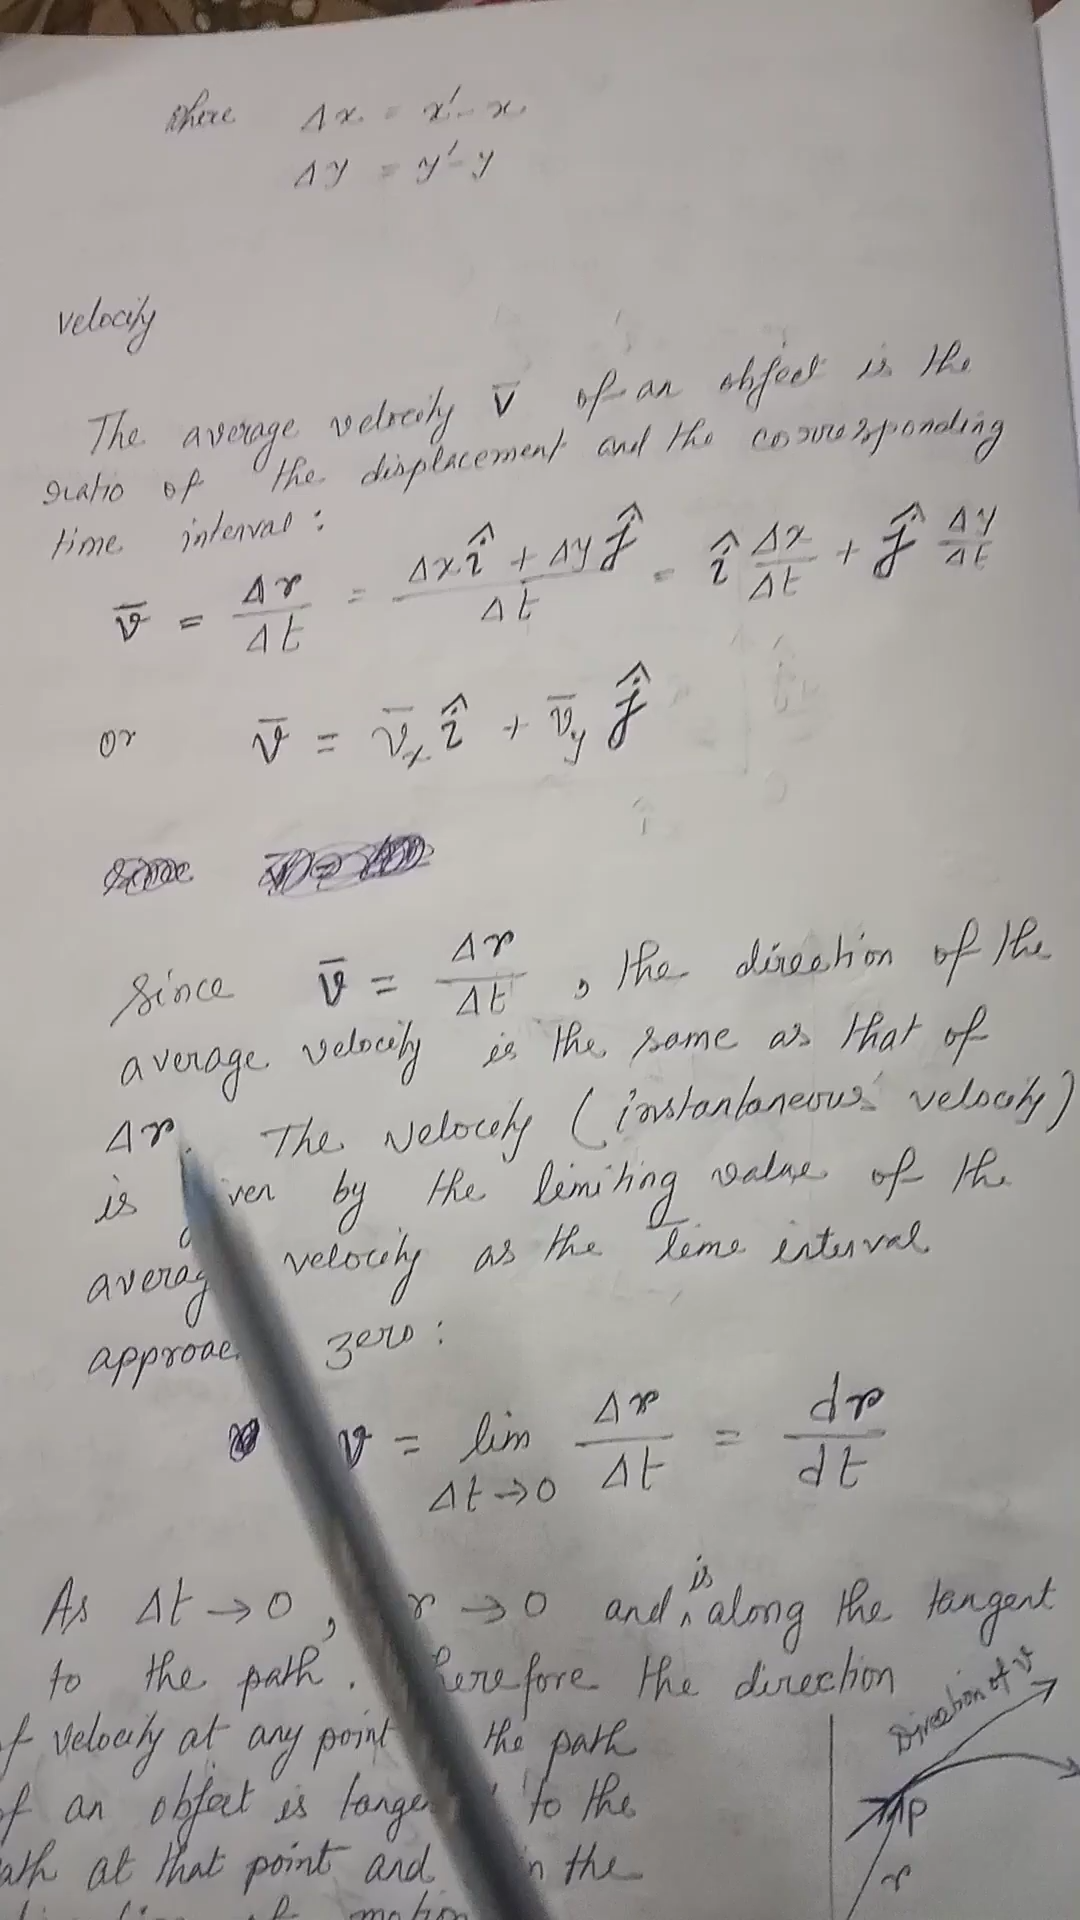 where Δx = x' - x
Δy = y' - y
velocity
The average velocity v̄ of an object is the
ratio of the displacement and the corresponding
time interval :
v̄ = Δr/Δt = (Δx î + Δy ĵ)/Δt = î Δx/Δt + ĵ Δy/Δt
or v̄ = v̄ₓ î + v̄ᵧ ĵ
Since v̄ = Δr/Δt , the direction of the
average velocity is the same as that of
Δr. The velocity (instantaneous velocity)
is by the limiting value of the
velocity as the time interval
zero :
v = lim Δt→0 Δr/Δt = dr/dt
As Δt → 0 , r → 0 and is along the tangent
to the path . the direction
velocity at any point the path
an object is to the
at that point and the
motion
Direction of v
P
r